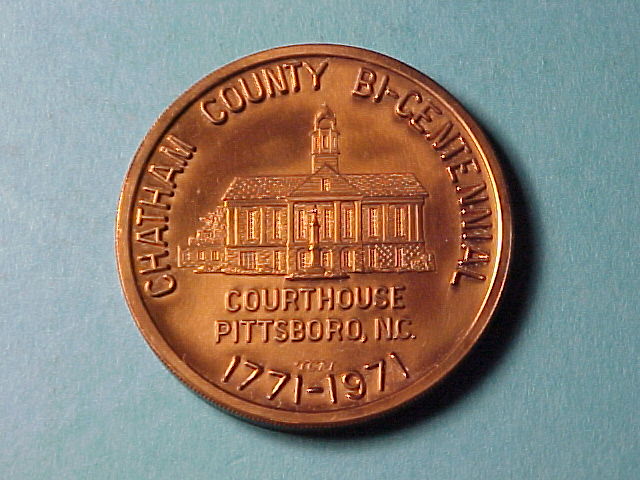 CHATHAM COUNTY BI-CENTENNIAL
COURTHOUSE
PITTSBORO, N.C.
1771-1971